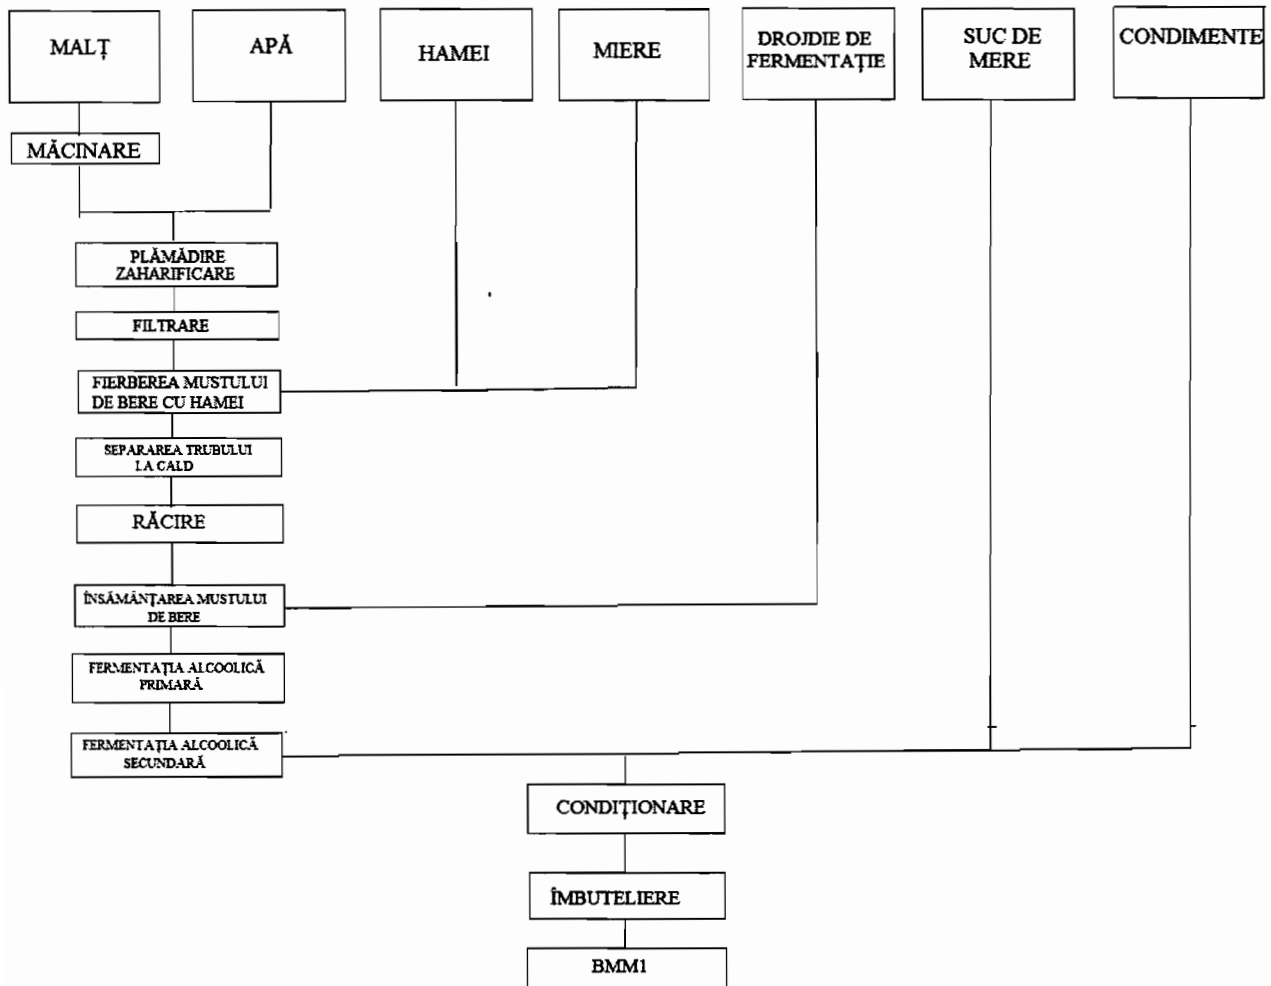 MALȚ
APĂ
HAMEI
MIERE
DROJDIE DE
FERMENTAȚIE
SUC DE
MERE
CONDIMENTE
MĂCINARE
PLĂMĂDIRE
ZAHARIFICARE
FILTRARE
FIERBEREA MUSTULUI
DE BERE CU HAMEI
SEPARAREA TRUBULUI
LA CALD
RĂCIRE
ÎNSĂMÂNȚAREA MUSTULUI
DE BERE
FERMENTAȚIA ALCOOLICĂ
PRIMARĂ
FERMENTAȚIA ALCOOLICĂ
SECUNDARĂ
CONDIȚIONARE
ÎMBUTELIERE
BMM1